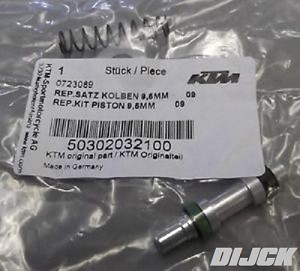 1 Stück / Piece KTM
0723089
REP.SATZ KOLBEN 9,5MM 09
REP.KIT PISTON 9,5MM 09
50302032100
KTM original part / KTM Originalteil
Made in Germany
KTM-Sportmotorcycle AG
DIJCK